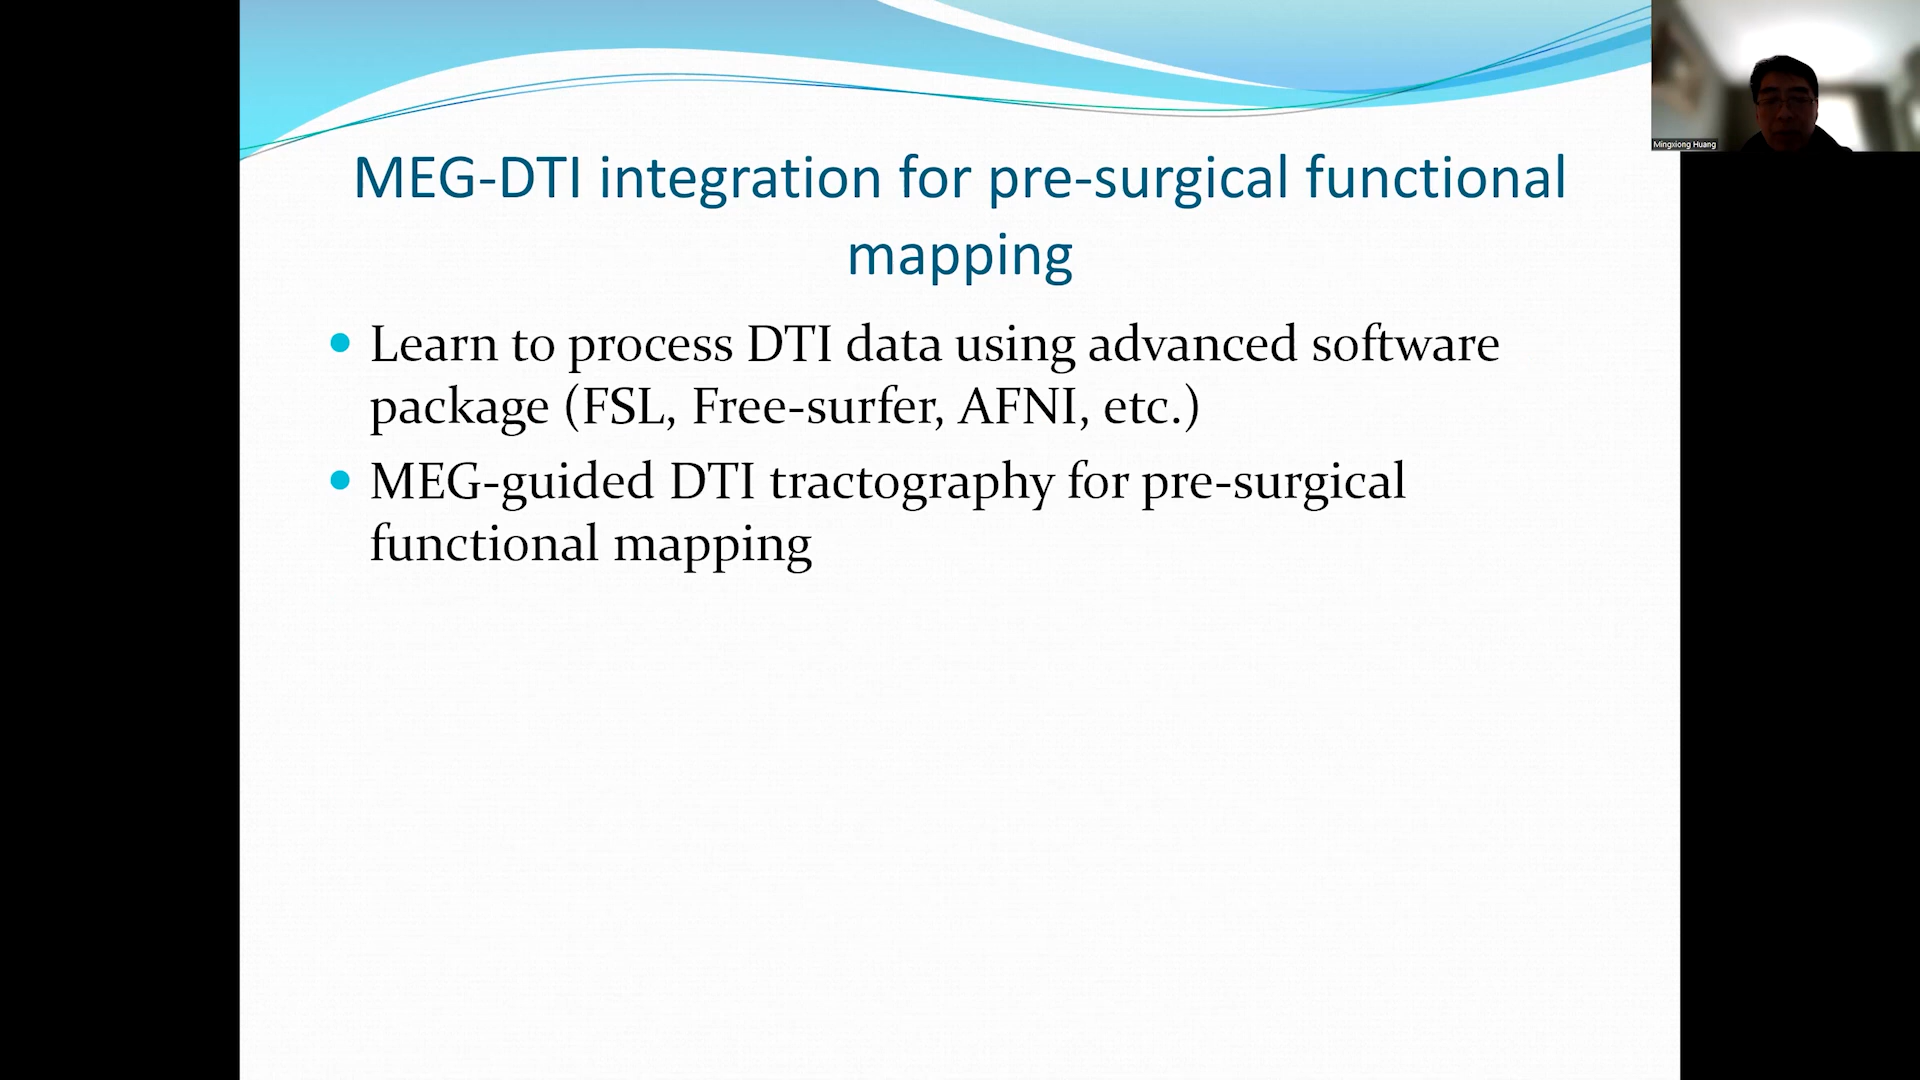 MEG-DTI integration for pre-surgical functional
mapping
• Learn to process DTI data using advanced software
package (FSL, Free-surfer, AFNI, etc.)
• MEG-guided DTI tractography for pre-surgical
functional mapping
Mingxiong Huang